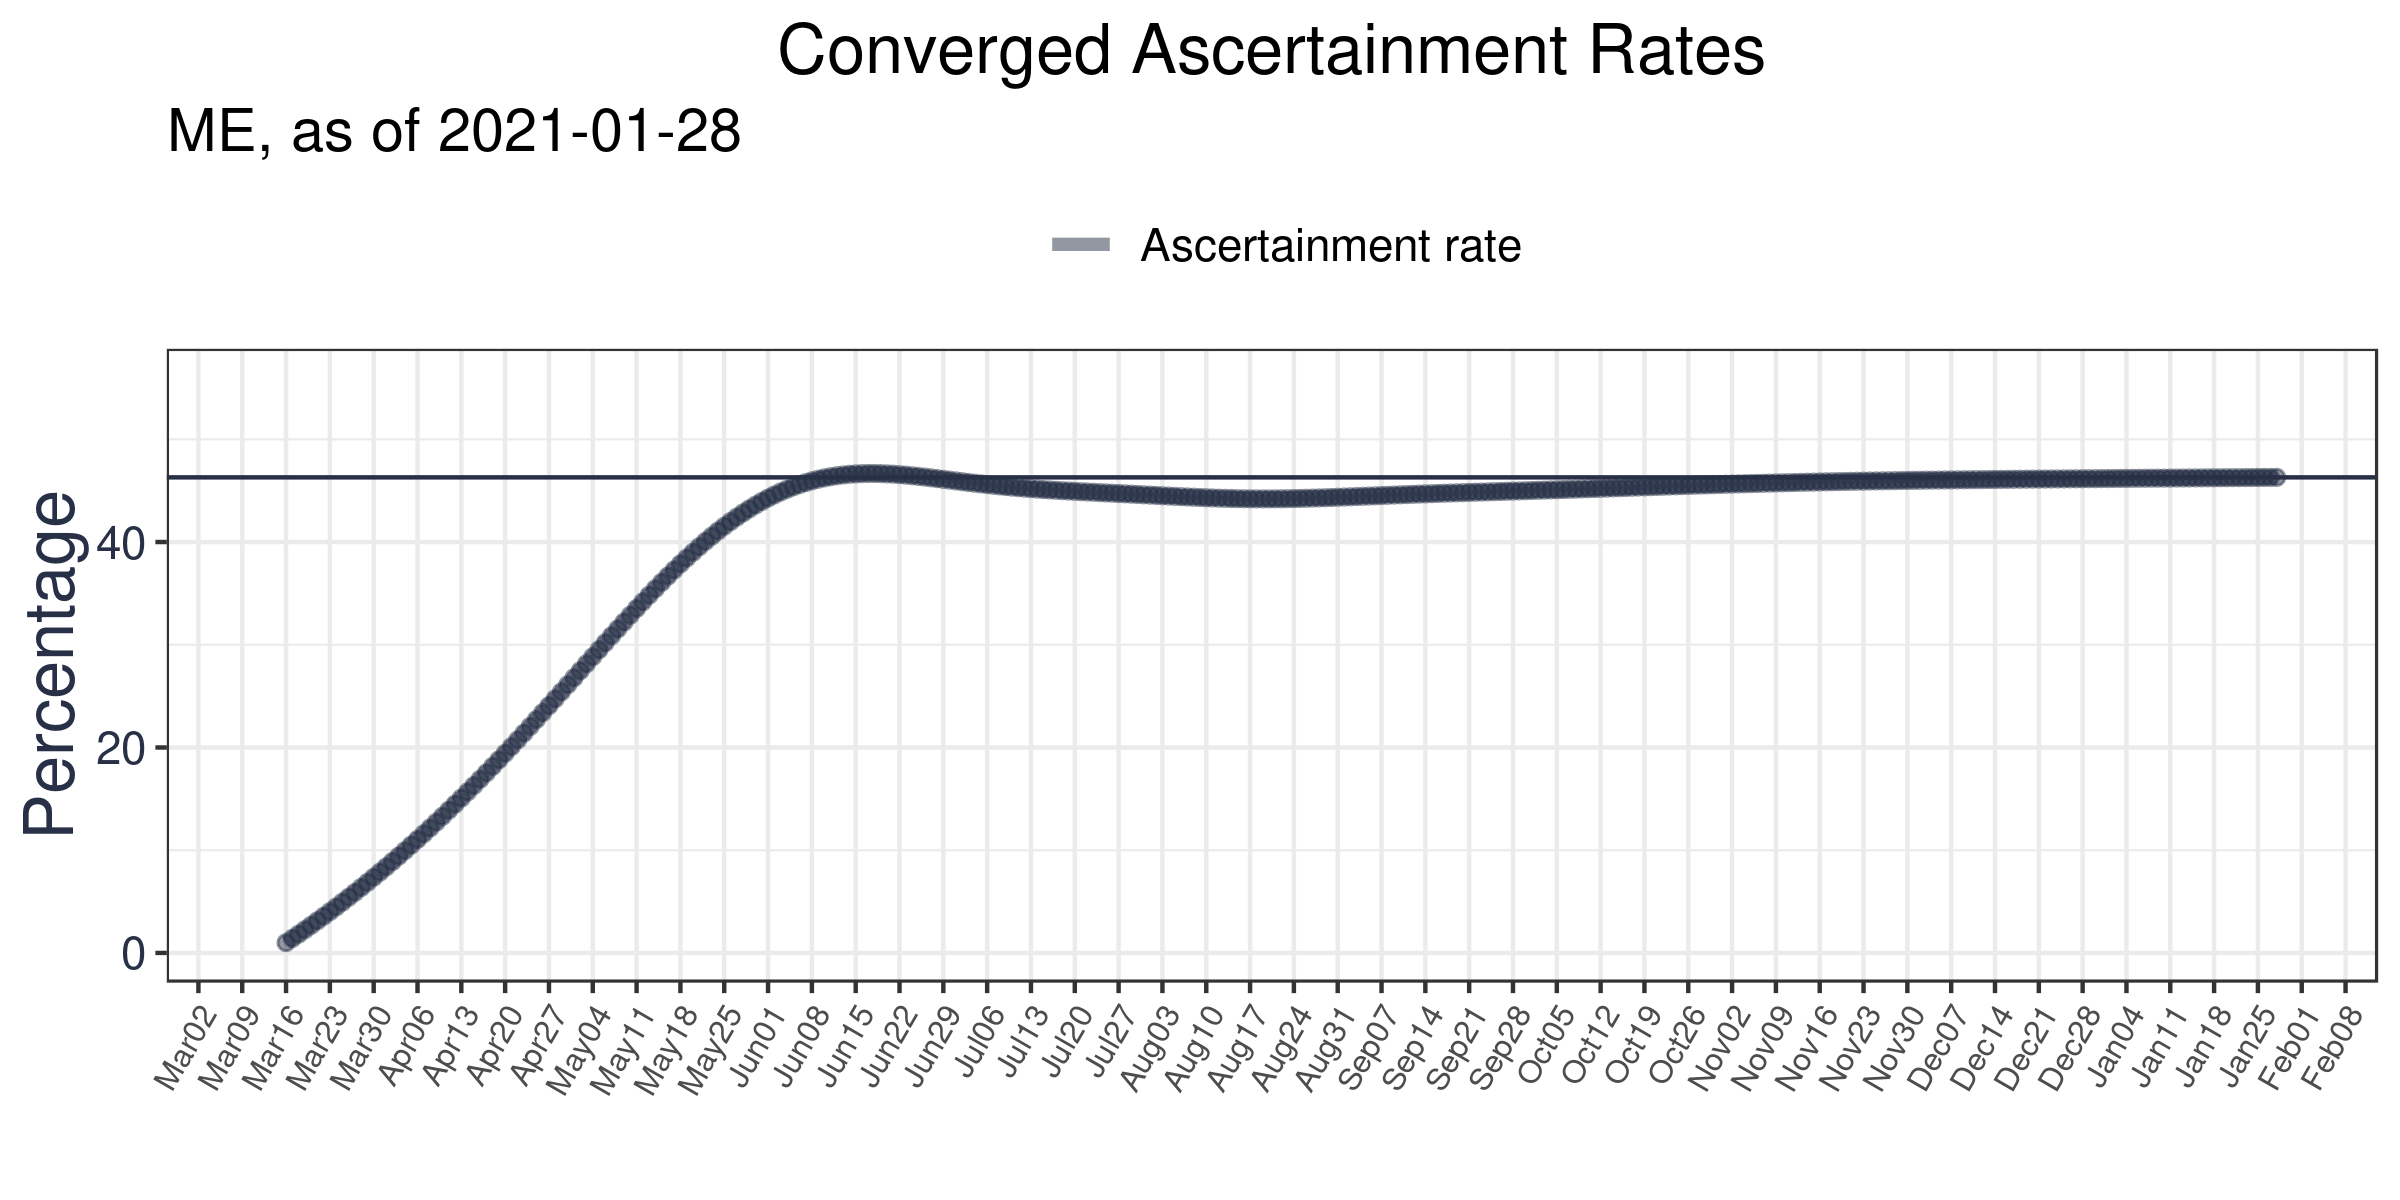 Converged Ascertainment Rates
ME, as of 2021-01-28
Ascertainment rate
Percentage
40
20
0
Mar02
Mar09
Mar16
Mar23
Mar30
Apr06
Apr13
Apr20
Apr27
May04
May11
May18
May25
Jun01
Jun08
Jun15
Jun22
Jun29
Jul06
Jul13
Jul20
Jul27
Aug03
Aug10
Aug17
Aug24
Aug31
Sep07
Sep14
Sep21
Sep28
Oct05
Oct12
Oct19
Oct26
Nov02
Nov09
Nov16
Nov23
Nov30
Dec07
Dec14
Dec21
Dec28
Jan04
Jan11
Jan18
Jan25
Feb01
Feb08